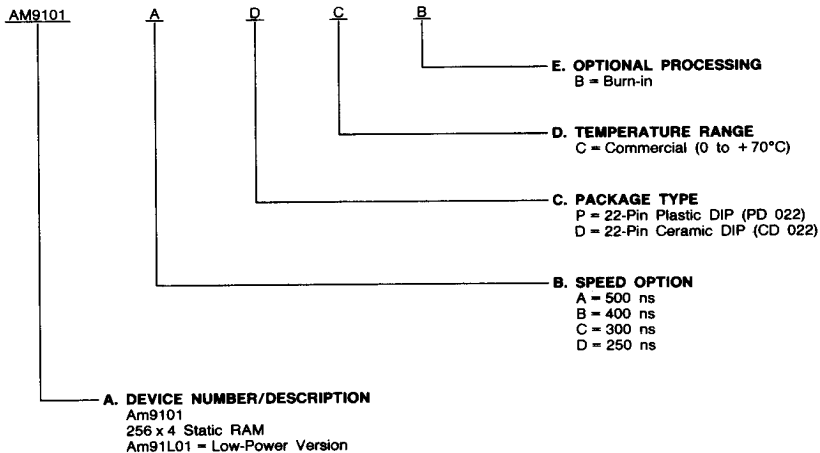 AM9101 A D C B
E. OPTIONAL PROCESSING
B = Burn-in
D. TEMPERATURE RANGE
C = Commercial (0 to +70°C)
C. PACKAGE TYPE
P = 22-Pin Plastic DIP (PD 022)
D = 22-Pin Ceramic DIP (CD 022)
B. SPEED OPTION
A = 500 ns
B = 400 ns
C = 300 ns
D = 250 ns
A. DEVICE NUMBER/DESCRIPTION
Am9101
256 x 4 Static RAM
Am91L01 = Low-Power Version